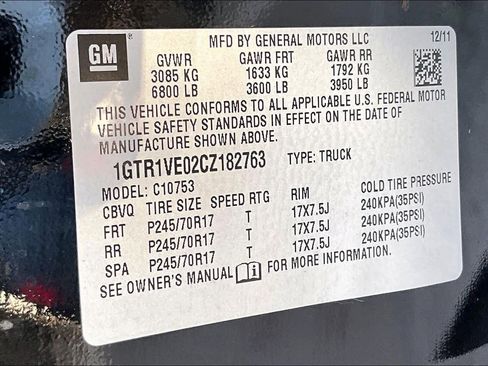 GM
MFD BY GENERAL MOTORS LLC 12/11
GVWR GAWR FRT GAWR RR
3085 KG 1633 KG 1792 KG
6800 LB 3600 LB 3950 LB
THIS VEHICLE CONFORMS TO ALL APPLICABLE U.S. FEDERAL MOTOR
VEHICLE SAFETY STANDARDS IN EFFECT ON THE DATE OF
MANUFACTURE SHOWN ABOVE.
1GTR1VE02CZ182763 TYPE: TRUCK
MODEL: C10753
CBVQ TIRE SIZE SPEED RTG RIM COLD TIRE PRESSURE
FRT P245/70R17 T 17X7.5J 240KPA(35PSI)
RR P245/70R17 T 17X7.5J 240KPA(35PSI)
SPA P245/70R17 T 17X7.5J 240KPA(35PSI)
SEE OWNER'S MANUAL FOR MORE INFORMATION.